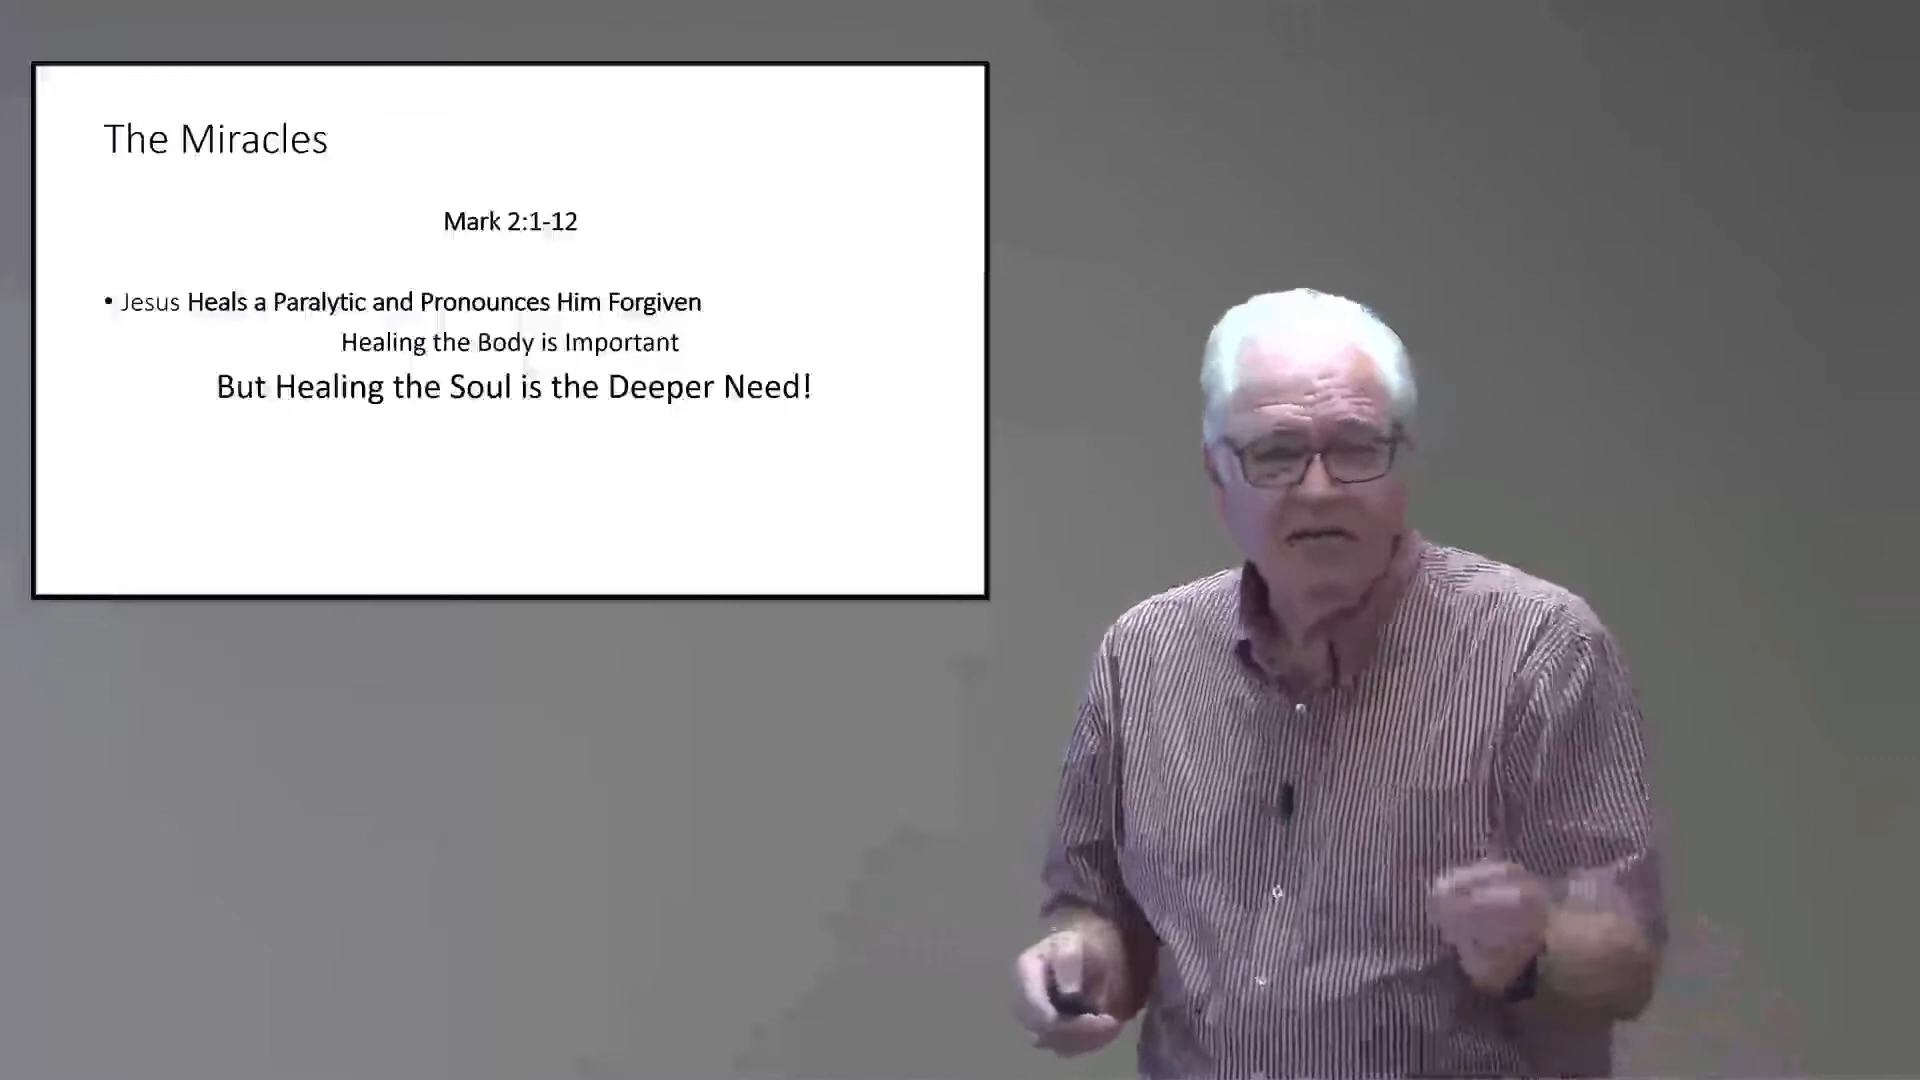 The Miracles
Mark 2:1-12
• Jesus Heals a Paralytic and Pronounces Him Forgiven
Healing the Body is Important
But Healing the Soul is the Deeper Need!